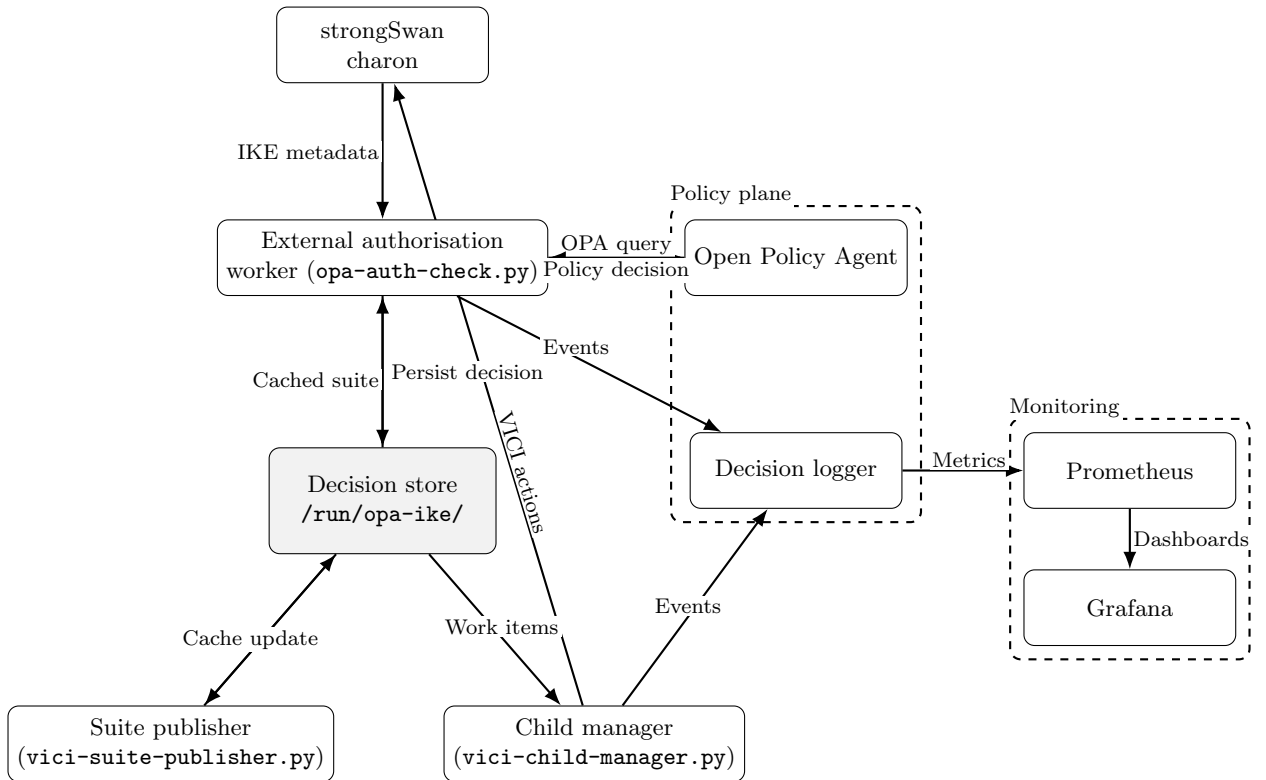 strongSwan
charon
IKE metadata
Policy plane
External authorisation
worker (opa-auth-check.py)
OPA query
Policy decision
Open Policy Agent
Events
Cached suite
Persist decision
Monitoring
VICI actions
Decision logger
Metrics
Prometheus
Decision store
/run/opa-ike/
Dashboards
Grafana
Events
Cache update
Work items
Suite publisher
(vici-suite-publisher.py)
Child manager
(vici-child-manager.py)